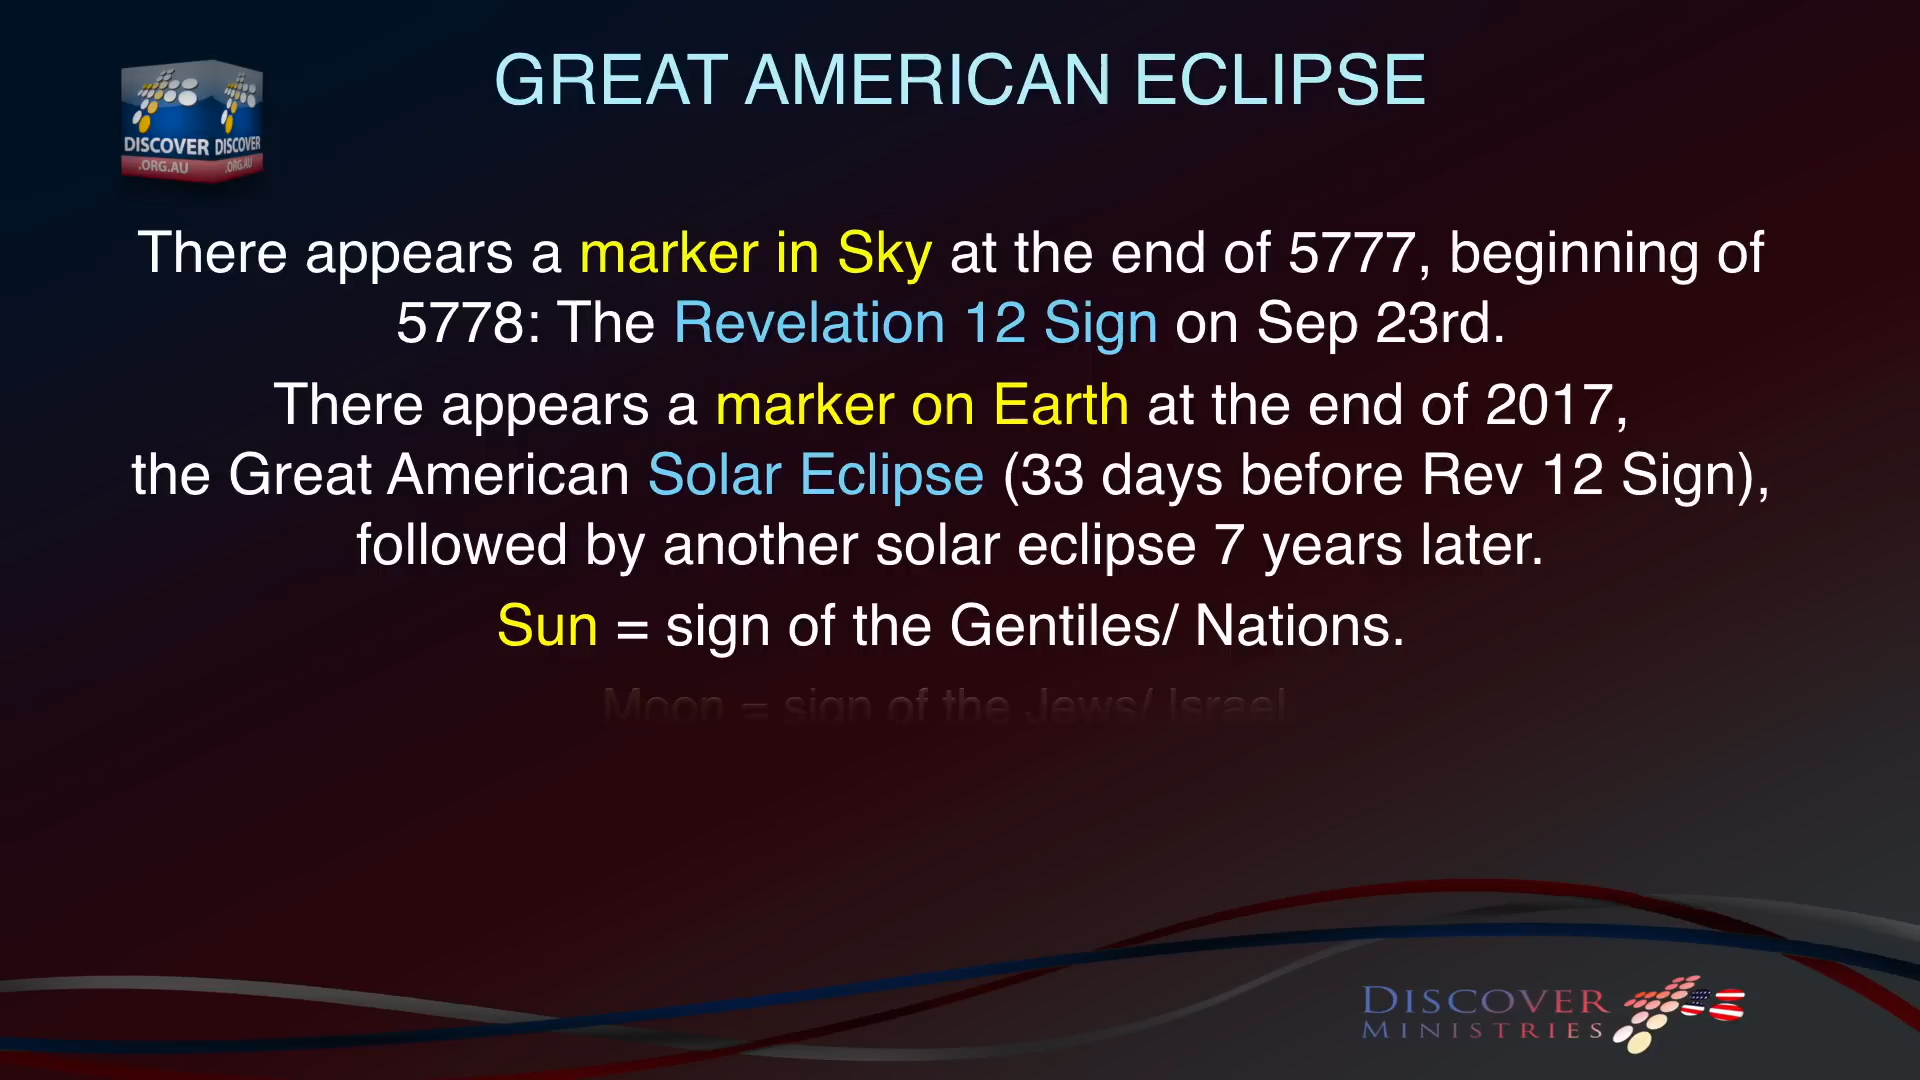 GREAT AMERICAN ECLIPSE
DISCOVER DISCOVER
.ORG.AU .ORG.AU
There appears a marker in Sky at the end of 5777, beginning of
5778: The Revelation 12 Sign on Sep 23rd.
There appears a marker on Earth at the end of 2017,
the Great American Solar Eclipse (33 days before Rev 12 Sign),
followed by another solar eclipse 7 years later.
Sun = sign of the Gentiles/ Nations.
Moon = sign of the Jews/ Israel
DISCOVER
MINISTRIES